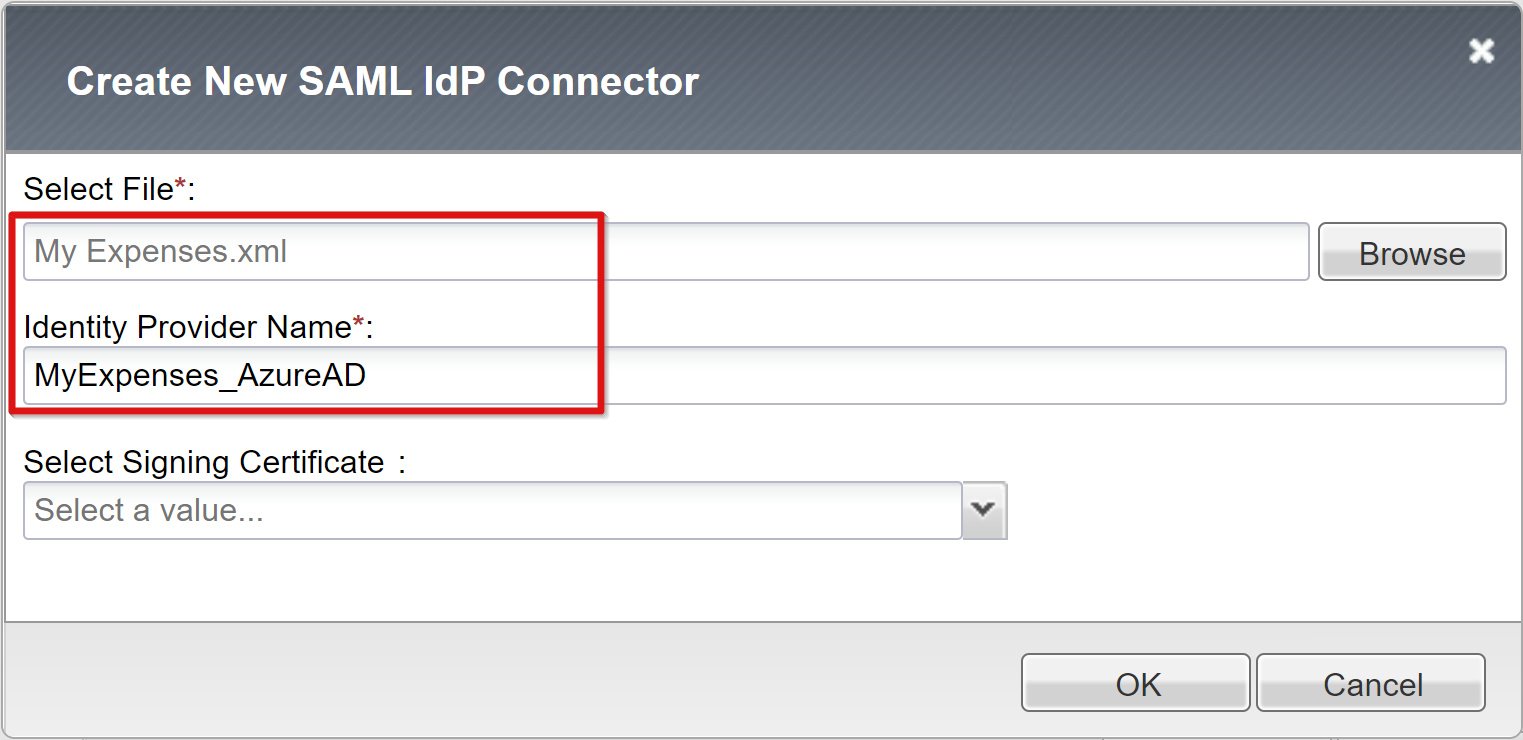 Create New SAML IdP Connector
Select File*:
My Expenses.xml
Browse
Identity Provider Name*:
MyExpenses_AzureAD
Select Signing Certificate :
Select a value...
OK
Cancel